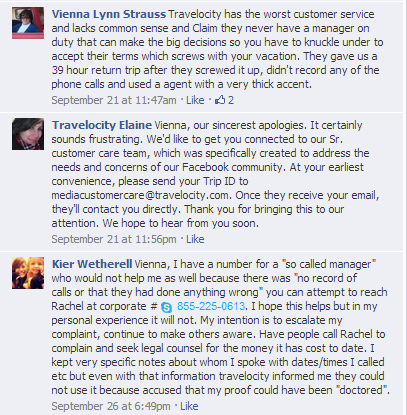 Vienna Lynn Strauss Travelocity has the worst customer service
and lacks common sense and Claim they never have a manager on
duty that can make the big decisions so you have to knuckle under to
accept their terms which screws with your vacation. They gave us a
39 hour return trip after they screwed it up, didn't record any of the
phone calls and used a agent with a very thick accent.
September 21 at 11:47am · Like · 2
Travelocity Elaine Vienna, our sincerest apologies. It certainly
sounds frustrating. We'd like to get you connected to our Sr.
customer care team, which was specifically created to address the
needs and concerns of our Facebook community. At your earliest
convenience, please send your Trip ID to
mediacustomercare@travelocity.com. Once they receive your email,
they'll contact you directly. Thank you for bringing this to our
attention. We hope to hear from you soon.
September 21 at 11:56pm · Like
Kier Wetherell Vienna, I have a number for a "so called manager"
who would not help me as well because there was "no record of
calls or that they had done anything wrong" you can attempt to reach
Rachel at corporate # 855-225-0613. I hope this helps but in my
personal experience it will not. My intention is to escalate my
complaint, continue to make others aware. Have people call Rachel to
complain and seek legal counsel for the money it has cost to date. I
kept very specific notes about whom I spoke with dates/times I called
etc but even with that information travelocity informed me they could
not use it because accused that my proof could have been "doctored".
September 26 at 6:49pm · Like